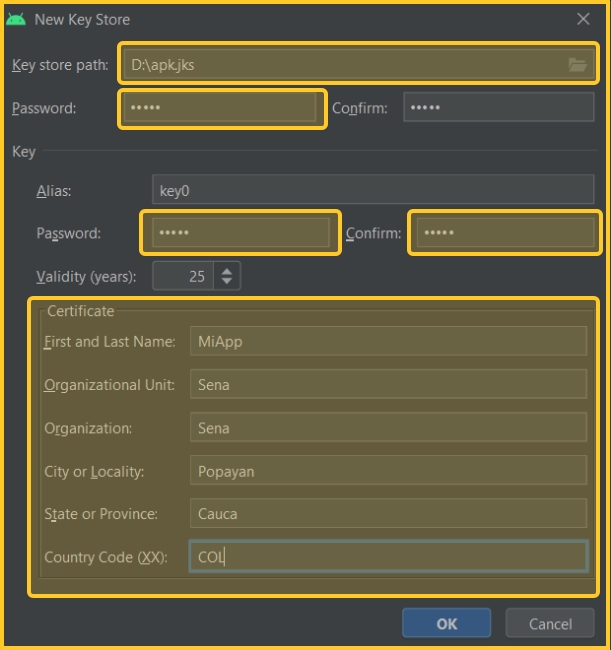 New Key Store
Key store path: D:\apk.jks
Password: ••••• Confirm: •••••
Key
Alias: key0
Password: ••••• Confirm: •••••
Validity (years): 25
Certificate
First and Last Name: MiApp
Organizational Unit: Sena
Organization: Sena
City or Locality: Popayan
State or Province: Cauca
Country Code (XX): COL
OK Cancel